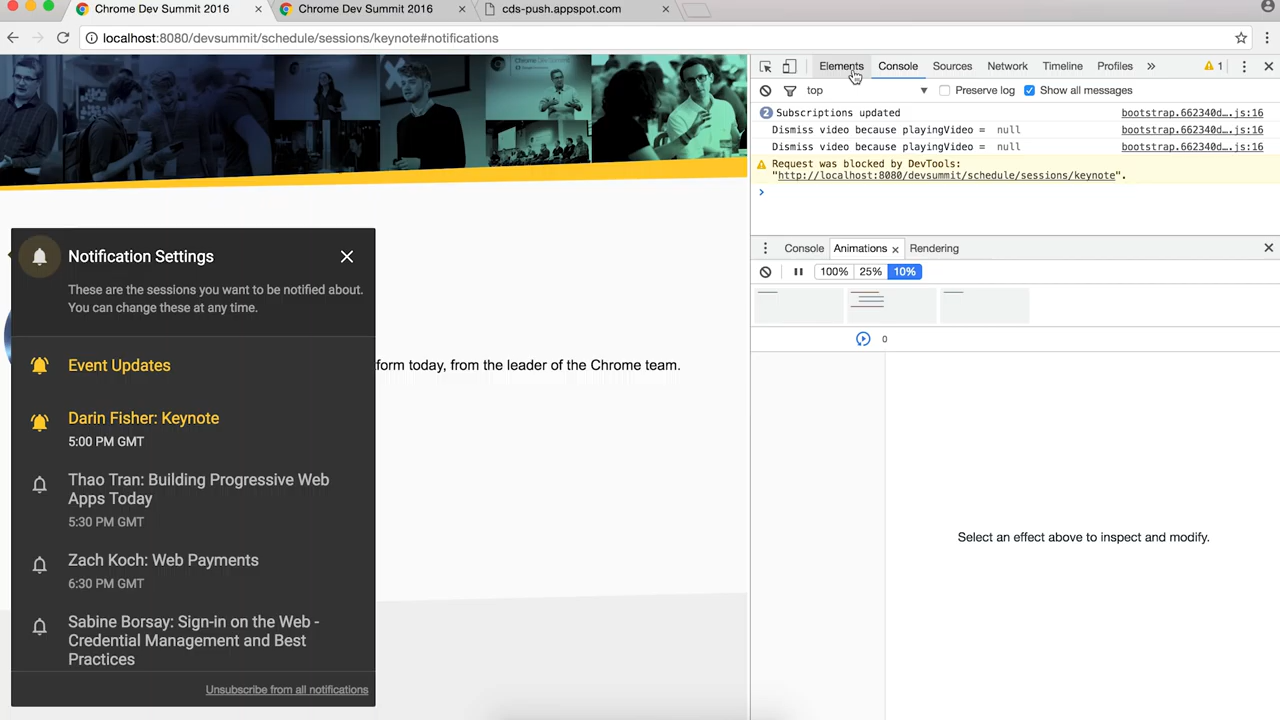 Chrome Dev Summit 2016
Chrome Dev Summit 2016
cds-push.appspot.com
localhost:8080/devsummit/schedule/sessions/keynote#notifications
Elements
Console
Sources
Network
Timeline
Profiles
1
top
Preserve log
Show all messages
2 Subscriptions updated bootstrap.662340d….js:16
Dismiss video because playingVideo = null bootstrap.662340d….js:16
Dismiss video because playingVideo = null bootstrap.662340d….js:16
Request was blocked by DevTools:
"http://localhost:8080/devsummit/schedule/sessions/keynote".
Console
Animations
Rendering
100%
25%
10%
0
Select an effect above to inspect and modify.
Notification Settings
These are the sessions you want to be notified about.
You can change these at any time.
Event Updates
form today, from the leader of the Chrome team.
Darin Fisher: Keynote
5:00 PM GMT
Thao Tran: Building Progressive Web
Apps Today
5:30 PM GMT
Zach Koch: Web Payments
6:30 PM GMT
Sabine Borsay: Sign-in on the Web -
Credential Management and Best
Practices
Unsubscribe from all notifications